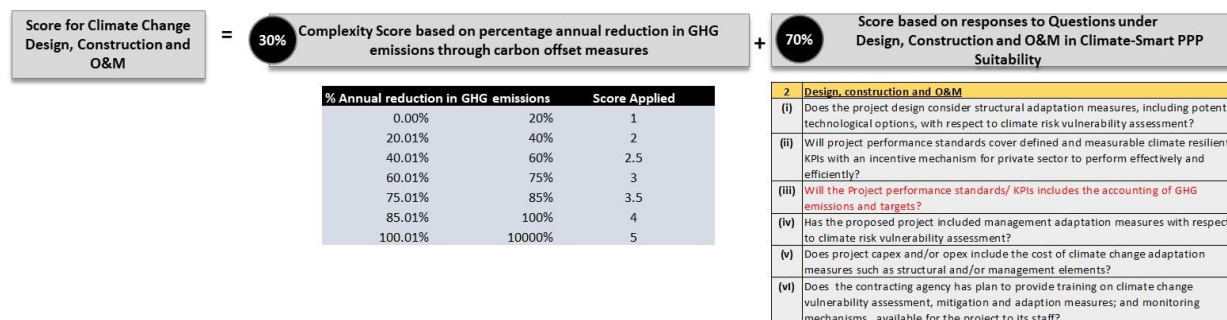 Score for Climate Change
Design, Construction and
O&M
=
30%
Complexity Score based on percentage annual reduction in GHG
emissions through carbon offset measures
+
70%
Score based on responses to Questions under
Design, Construction and O&M in Climate-Smart PPP
Suitability
% Annual reduction in GHG emissions Score Applied
0.00% 20% 1
20.01% 40% 2
40.01% 60% 2.5
60.01% 75% 3
75.01% 85% 3.5
85.01% 100% 4
100.01% 10000% 5
2 Design, construction and O&M
(i) Does the project design consider structural adaptation measures, including potent
technological options, with respect to climate risk vulnerability assessment?
(ii) Will project performance standards cover defined and measurable climate resilien
KPIs with an incentive mechanism for private sector to perform effectively and
efficiently?
(iii) Will the Project performance standards/ KPIs includes the accounting of GHG
emissions and targets?
(iv) Has the proposed project included management adaptation measures with respect
to climate risk vulnerability assessment?
(v) Does project capex and/or opex include the cost of climate change adaptation
measures such as structural and/or management elements?
(vi) Does the contracting agency has plan to provide training on climate change
vulnerability assessment, mitigation and adaption measures; and monitoring
mechanisms available for the project to its staff?